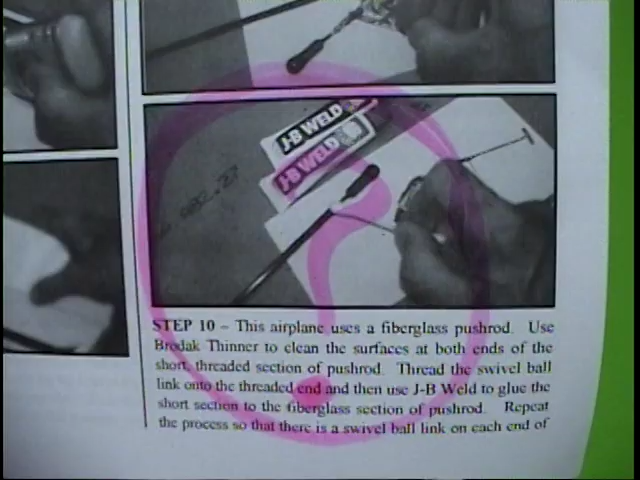 J-B WELD
J-B WELD
STEP 10 – This airplane uses a fiberglass pushrod. Use
Brodak Thinner to clean the surfaces at both ends of the
short, threaded section of pushrod. Thread the swivel ball
link onto the threaded end and then use J-B Weld to glue the
short section to the fiberglass section of pushrod. Repeat
the process so that there is a swivel ball link on each end of